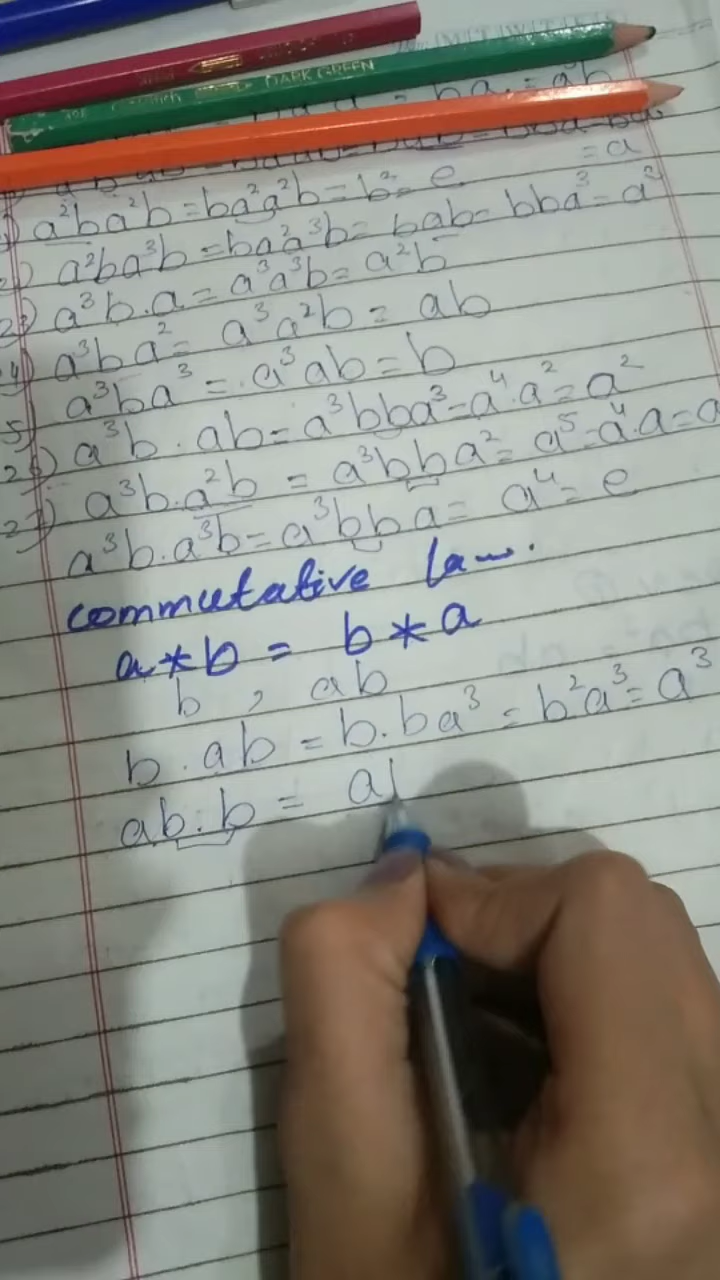 DARK GREEN
a²ba²b = ba²a²b = b² = e
= a
a²ba³b = ba²a³b = bab = bba³ = a³
a³b.a = a³a³b = a²b
a³ba² = a³a²b = ab
a³ba³ = a³ab = b
a³b.ab = a³bba³ = a⁴.a² = a²
a³b.a²b = a³bba² = a⁵ = a⁴.a = a
27) a³b.a³b = a³bba = a⁴ = e
commutative law.
a * b = b * a
b , ab
b . ab = b.ba³ = b²a³ = a³
ab.b = a